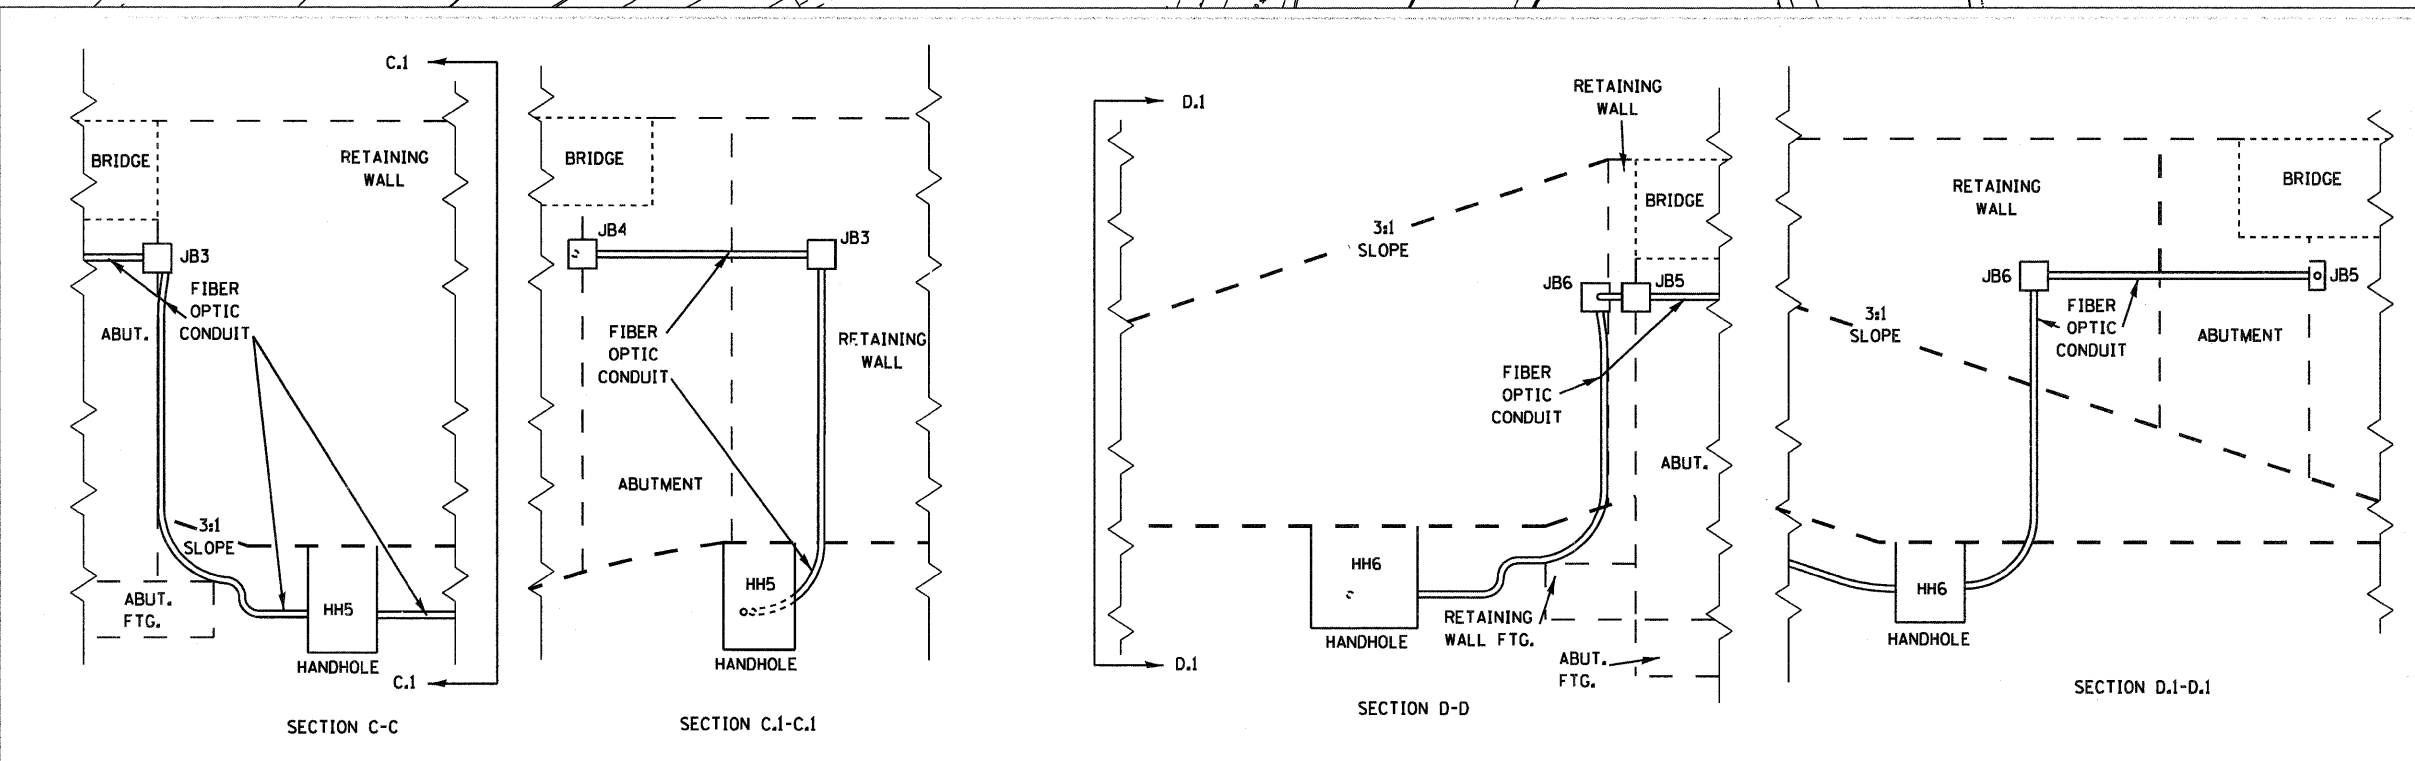 C.1
BRIDGE
RETAINING
WALL
JB3
FIBER
OPTIC
CONDUIT
ABUT.
3:1
SLOPE
ABUT.
FTG.
HH5
HANDHOLE
C.1
SECTION C-C
BRIDGE
JB4
JB3
FIBER
OPTIC
CONDUIT
RETAINING
WALL
ABUTMENT
HH5
HANDHOLE
SECTION C.1-C.1
D.1
RETAINING
WALL
BRIDGE
3:1
SLOPE
JB6
JB5
FIBER
OPTIC
CONDUIT
ABUT.
HH6
HANDHOLE
RETAINING
WALL FTG.
ABUT.
FTG.
D.1
SECTION D-D
RETAINING
WALL
BRIDGE
JB6
JB5
3:1
SLOPE
FIBER
OPTIC
CONDUIT
ABUTMENT
HH6
HANDHOLE
SECTION D.1-D.1